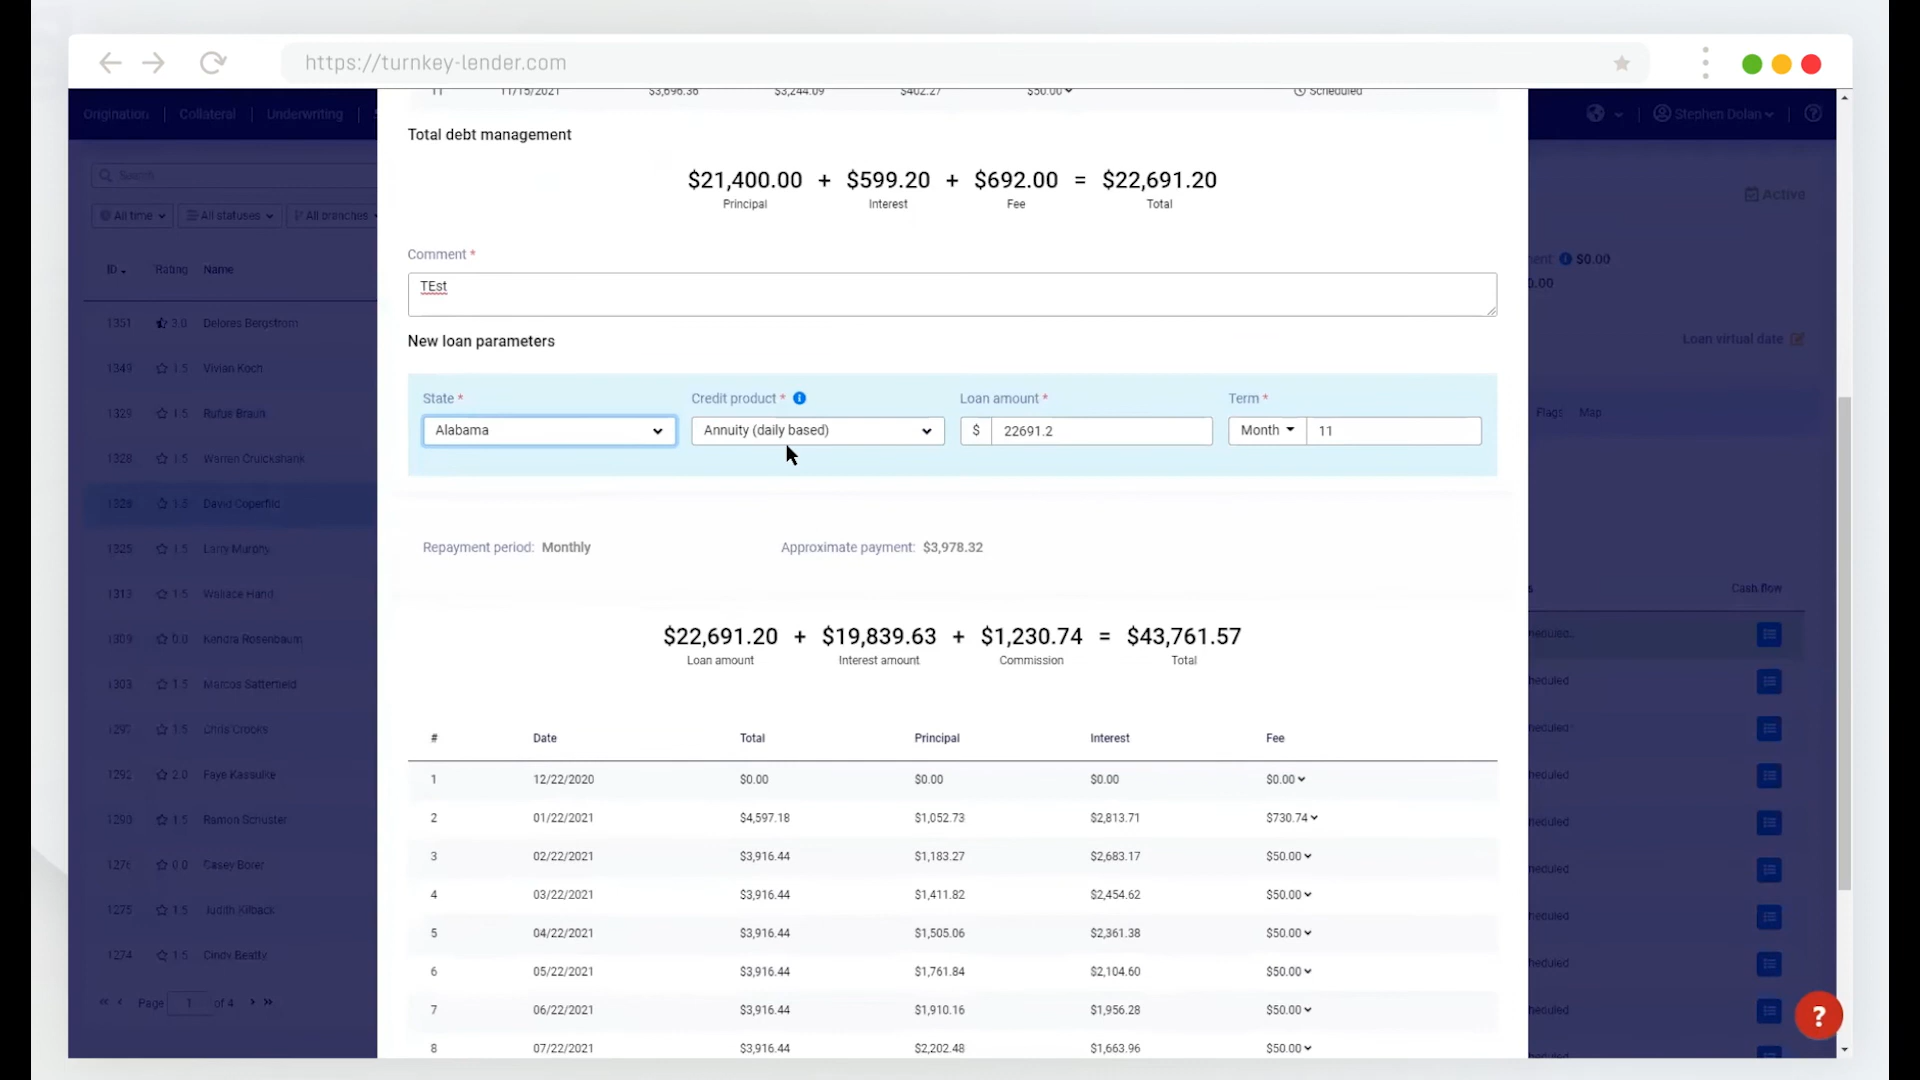 https://turnkey-lender.com
Origination Collateral Underwriting
Stephen Dolan
11 11/15/2021 $3,696.36 $3,244.09 $402.27 $50.00 Scheduled
Total debt management
$21,400.00 + $599.20 + $692.00 = $22,691.20
Principal Interest Fee Total
Search
All time All statuses All branches
Active
Comment *
TEst
$0.00
ID Rating Name
New loan parameters
Loan virtual date
State * Credit product * Loan amount * Term *
Alabama Annuity (daily based) $ 22691.2 Month 11
Flags Map
Repayment period: Monthly Approximate payment: $3,978.32
$22,691.20 + $19,839.63 + $1,230.74 = $43,761.57
Loan amount Interest amount Commission Total
Cash flow
# Date Total Principal Interest Fee
1 12/22/2020 $0.00 $0.00 $0.00 $0.00
2 01/22/2021 $4,597.18 $1,052.73 $2,813.71 $730.74
3 02/22/2021 $3,916.44 $1,183.27 $2,683.17 $50.00
4 03/22/2021 $3,916.44 $1,411.82 $2,454.62 $50.00
5 04/22/2021 $3,916.44 $1,505.06 $2,361.38 $50.00
6 05/22/2021 $3,916.44 $1,761.84 $2,104.60 $50.00
7 06/22/2021 $3,916.44 $1,910.16 $1,956.28 $50.00
8 07/22/2021 $3,916.44 $2,202.48 $1,663.96 $50.00
1351 3.0 Delores Bergstrom
1349 1.5 Vivian Koch
1329 1.5 Rufus Braun
1328 1.5 Warren Cruickshank
1.5 David Coperfild
1325 1.5 Larry Murphy
1313 1.5 Wallace Hand
1309 0.0 Kendra Rosenbaum
1303 1.5 Marcos Satterfield
1297 1.5 Chris Crooks
1292 2.0 Faye Kassulke
1290 1.5 Ramon Schuster
1276 0.0 Casey Borer
1275 1.5 Judith Kilback
1274 1.5 Cindy Beatty
Page 1 of 4
?